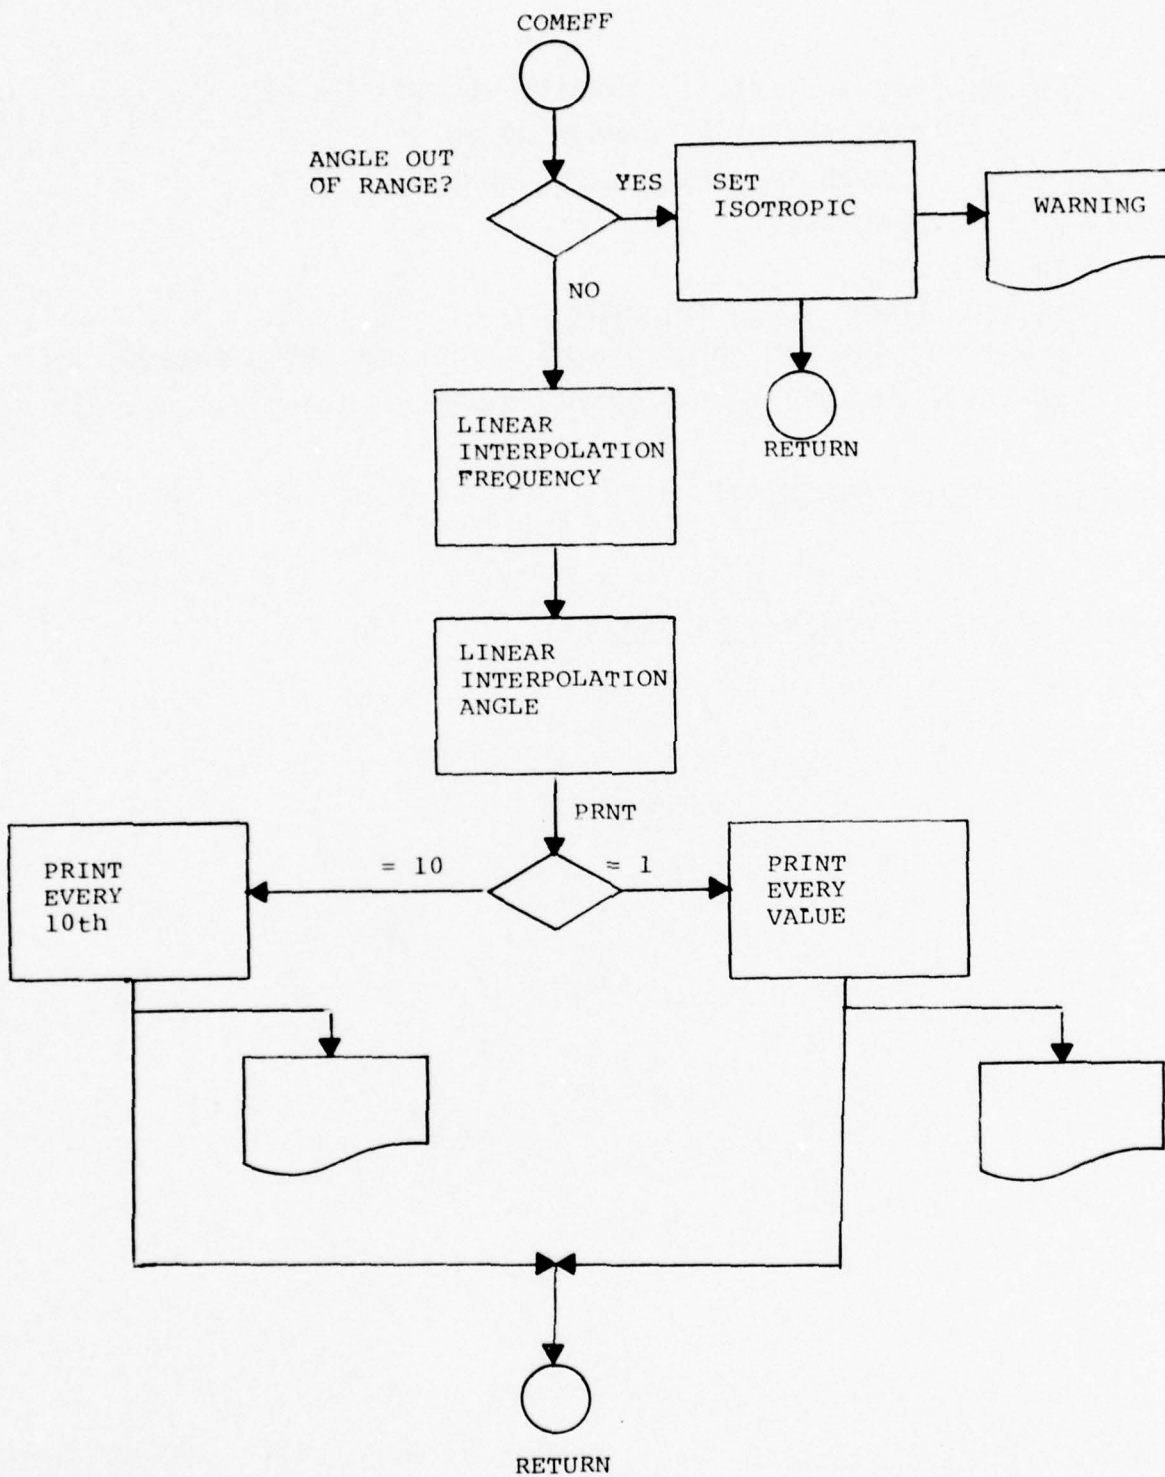 COMEFF
ANGLE OUT
OF RANGE?
YES
SET
ISOTROPIC
WARNING
NO
RETURN
LINEAR
INTERPOLATION
FREQUENCY
LINEAR
INTERPOLATION
ANGLE
PRNT
= 10
= 1
PRINT
EVERY
10th
PRINT
EVERY
VALUE
RETURN